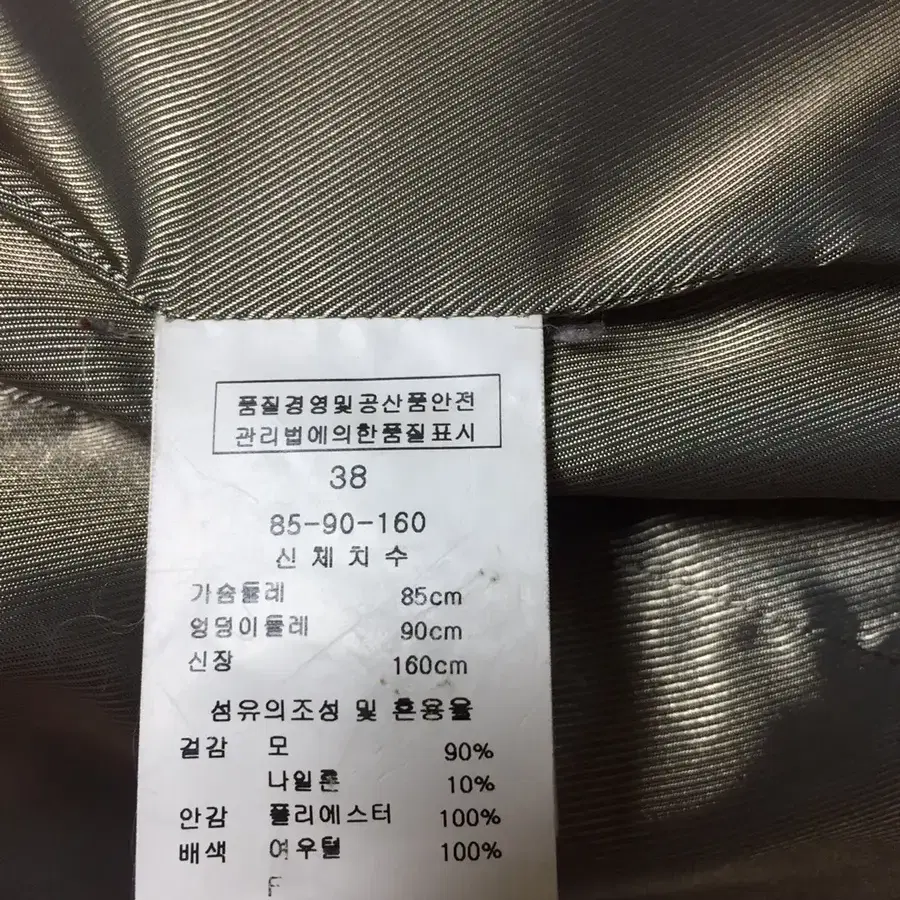 품질경영및공산품안전
관리법에의한품질표시
38
85-90-160
신체치수
가슴둘레 85cm
엉덩이둘레 90cm
신장 160cm
섬유의조성 및 혼용율
겉감 모 90%
나일론 10%
안감 폴리에스터 100%
배색 여우털 100%